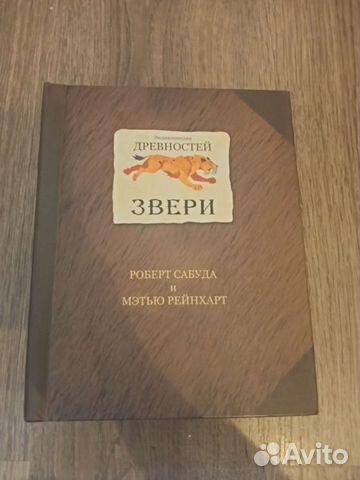 Энциклопедия
ДРЕВНОСТЕЙ
ЗВЕРИ
РОБЕРТ САБУДА
И
МЭТЬЮ РЕЙНХАРТ
Avito